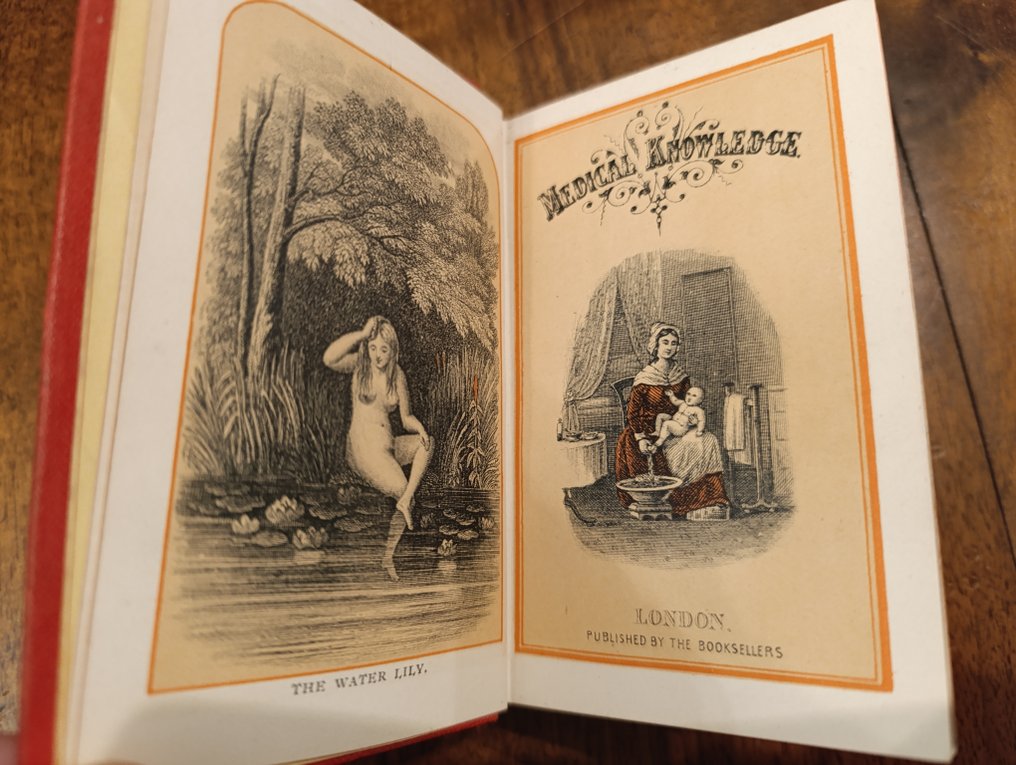 THE WATER LILY.
MEDICAL KNOWLEDGE.
LONDON.
PUBLISHED BY THE BOOKSELLERS